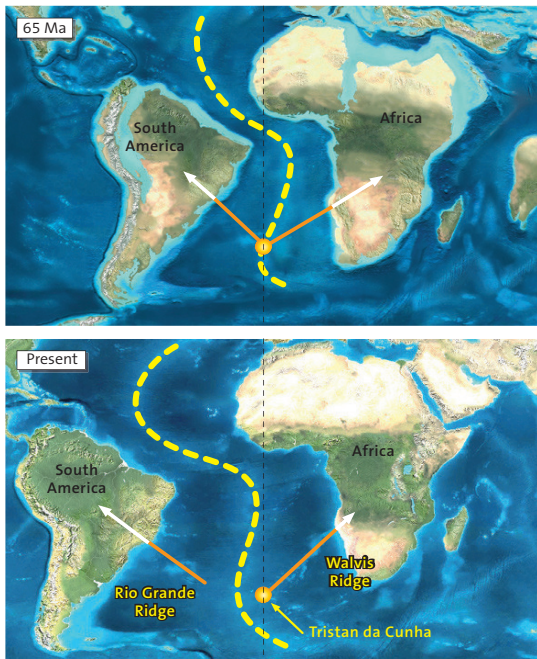 65 Ma
South
America
Africa
Present
South
America
Africa
Rio Grande
Ridge
Walvis
Ridge
Tristan da Cunha